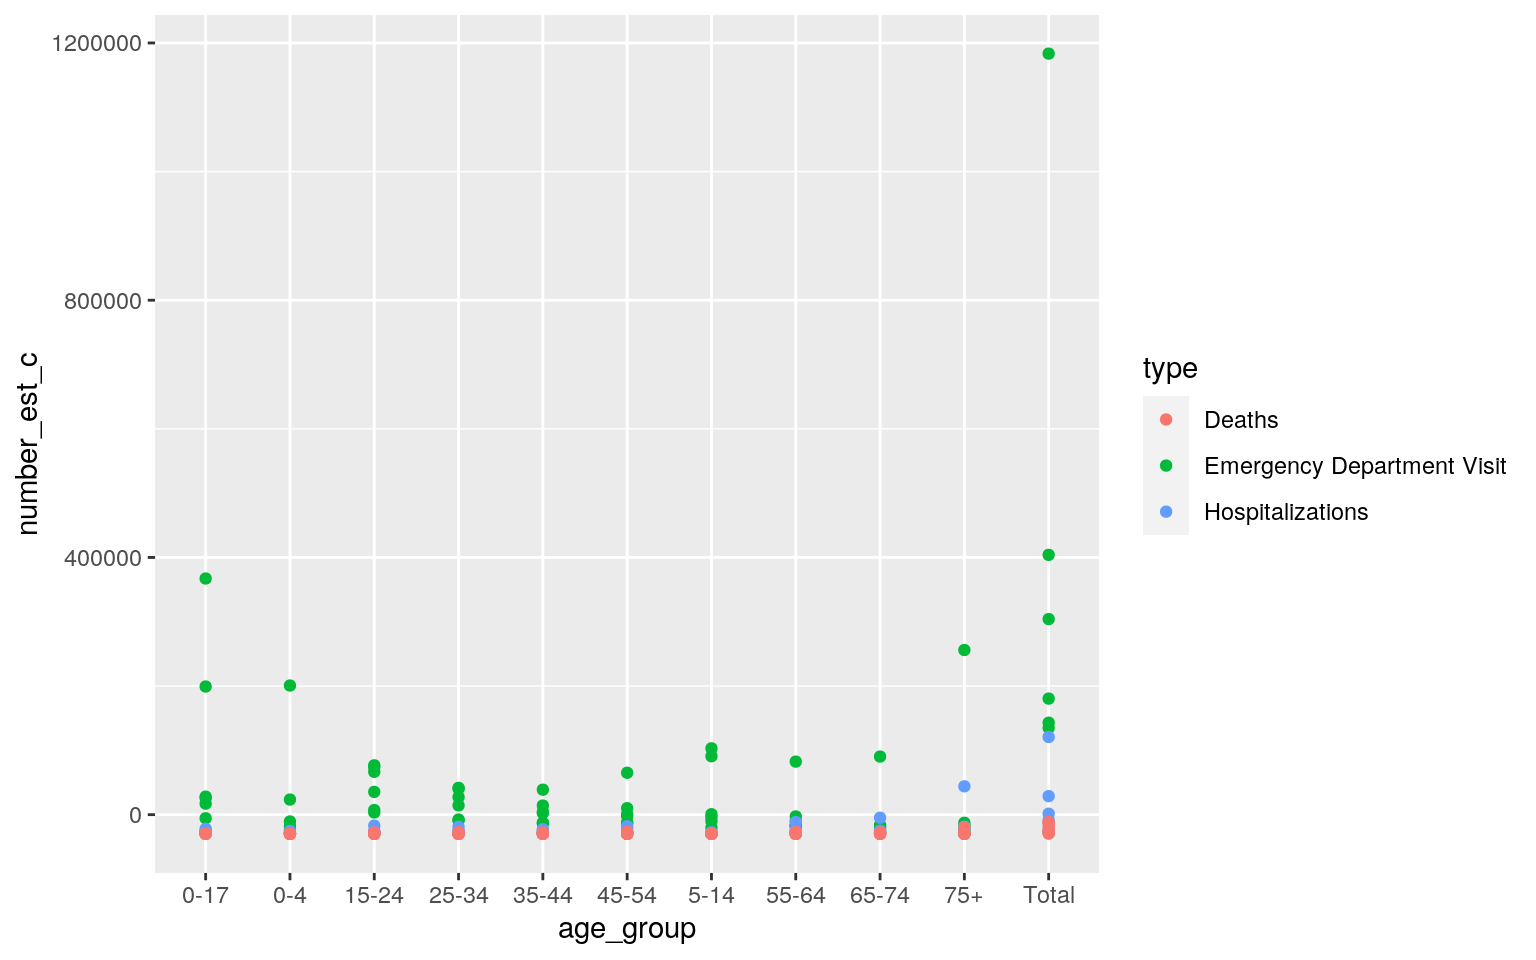 1200000
800000
400000
0
number_est_c
0-17 0-4 15-24 25-34 35-44 45-54 5-14 55-64 65-74 75+ Total
age_group
type
Deaths
Emergency Department Visit
Hospitalizations